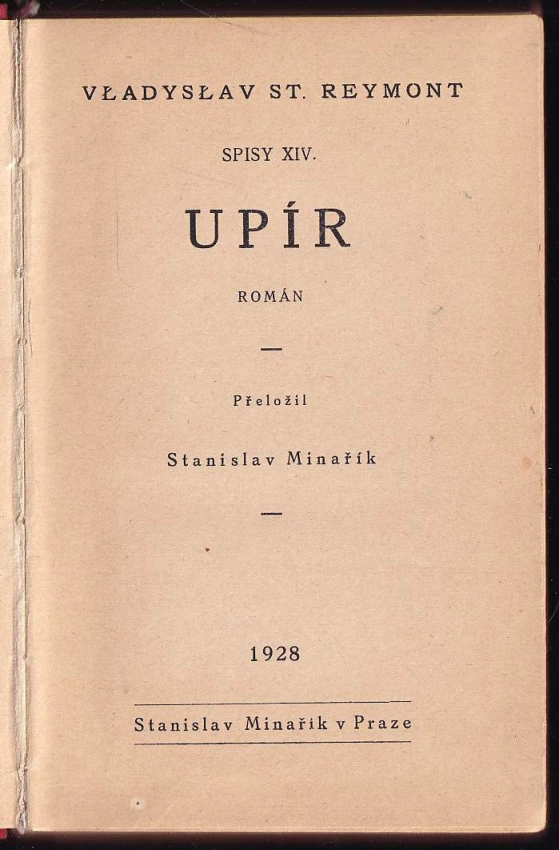 VŁADYSŁAV ST. REYMONT
SPISY XIV.
UPÍR
ROMÁN
Přeložil
Stanislav Minařík
1928
Stanislav Minařík v Praze